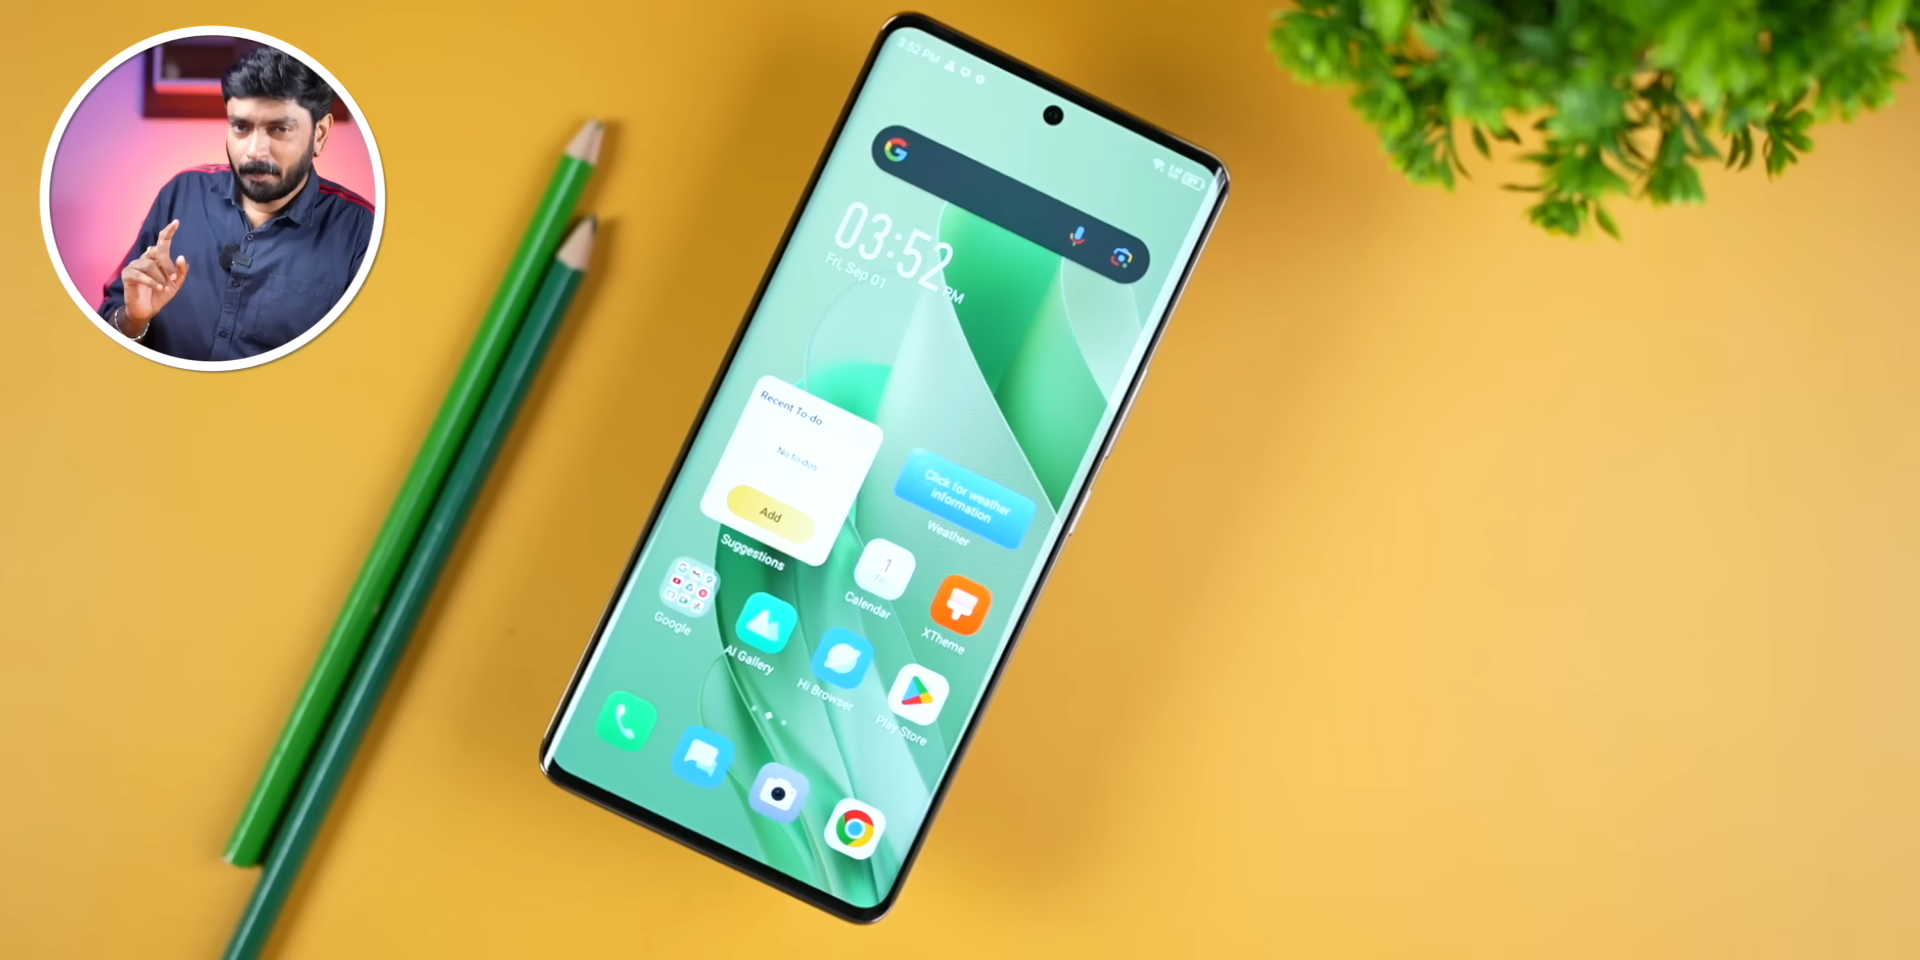 3:52 PM
03:52 PM
Fri, Sep 01
Recent To-do
No to-dos
Add
Suggestions
Click for weather
information
Weather
1
Calendar
XTheme
Google
AI Gallery
Hi Browser
Play Store